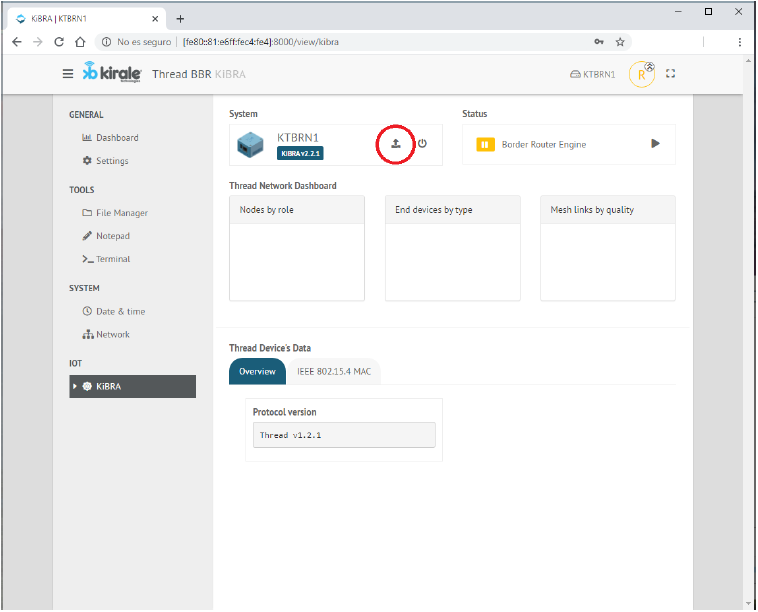 KiBRA | KTBRN1
No es seguro | [fe80::81:e6ff:fec4:fe4]:8000/view/kibra
kirale
technologies
Thread BBR KiBRA
KTBRN1
R
GENERAL
Dashboard
Settings
TOOLS
File Manager
Notepad
Terminal
SYSTEM
Date & time
Network
IOT
KiBRA
System
KTBRN1
KiBRA v2.2.1
Status
Border Router Engine
Thread Network Dashboard
Nodes by role
End devices by type
Mesh links by quality
Thread Device's Data
Overview
IEEE 802.15.4 MAC
Protocol version
Thread v1.2.1